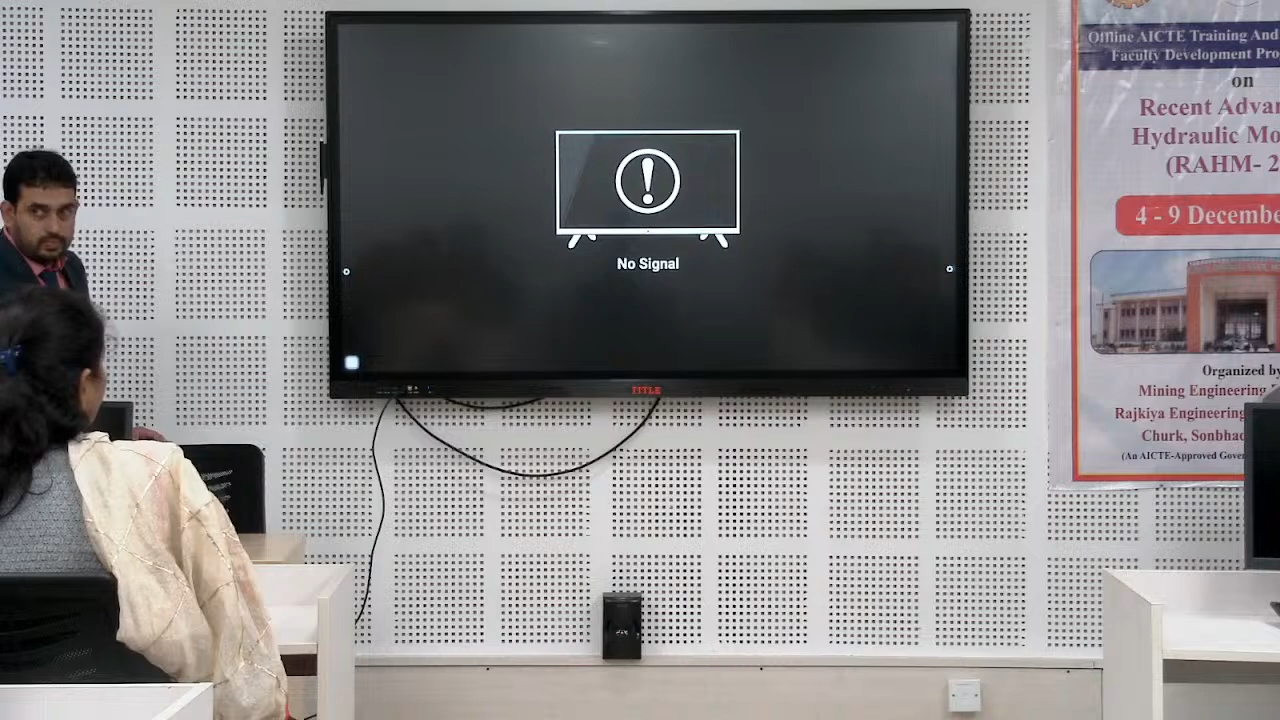 No Signal
TITLE
Offline AICTE Training And
Faculty Development Pro
on
Recent Advan
Hydraulic Mo
(RAHM- 2
4 - 9 Decembe
Organized by
Mining Engineering
Rajkiya Engineering
Churk, Sonbhad
(An AICTE-Approved Gover